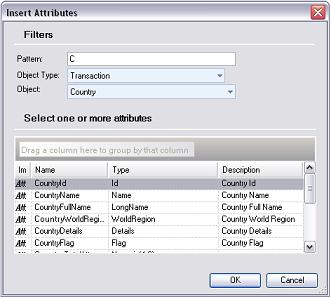 Insert Attributes
Filters
Pattern: C
Object Type: Transaction
Object: Country
Select one or more attributes
Drag a column here to group by that column
Im Name Type Description
Att CountryId Id Country Id
Att CountryName Name Country Name
Att CountryFullName LongName Country Full Name
Att CountryWorldRegi... WorldRegion Country World Region
Att CountryDetails Details Country Details
Att CountryFlag Flag Country Flag
OK Cancel